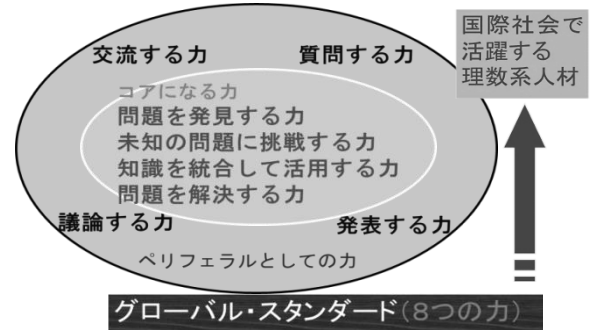 交流する力
質問する力
コアになる力
問題を発見する力
未知の問題に挑戦する力
知識を統合して活用する力
問題を解決する力
議論する力
発表する力
ペリフェラルとしての力
国際社会で
活躍する
理数系人材
グローバル・スタンダード(8つの力)